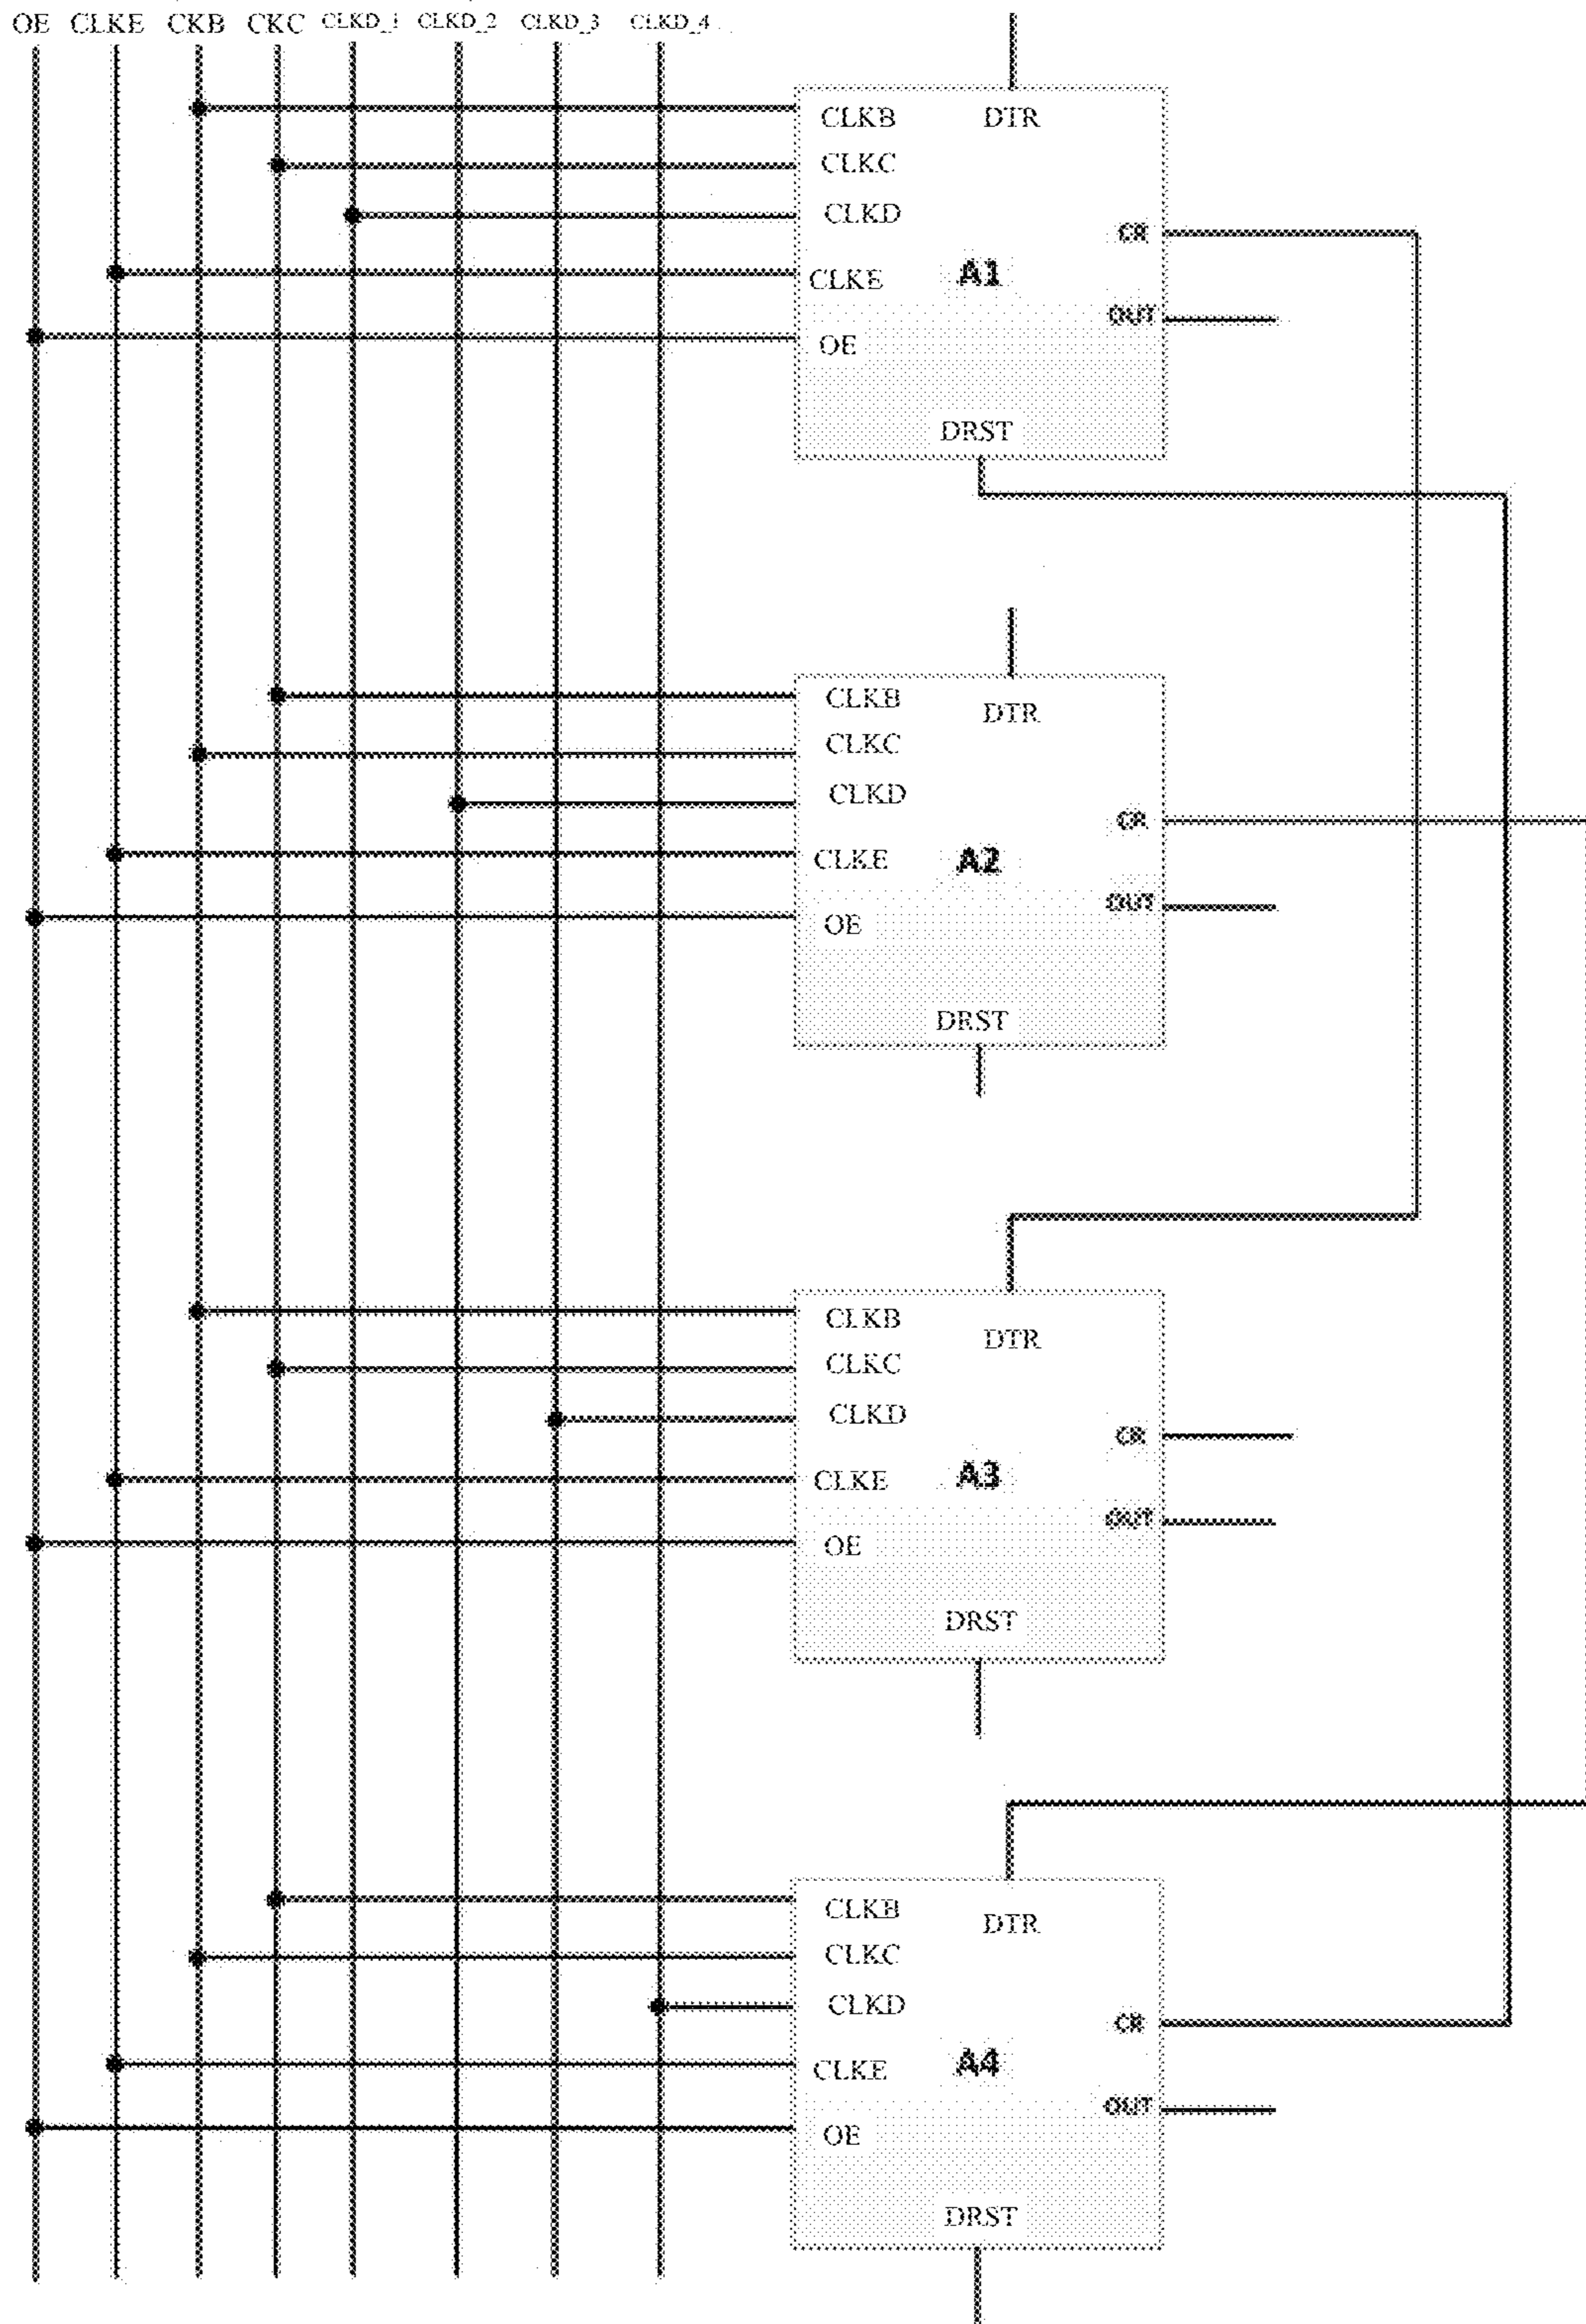 OE CLKE CKB CKC CLKD_1 CLKD_2 CLKD_3 CLKD_4
CLKB DTR
CLKC
CLKD
CR
CLKE A1
OUT
OE
DRST
CLKB DTR
CLKC
CLKD
CR
CLKE A2
OUT
OE
DRST
CLKB DTR
CLKC
CLKD
CR
CLKE A3
OUT
OE
DRST
CLKB DTR
CLKC
CLKD
CR
CLKE A4
OUT
OE
DRST